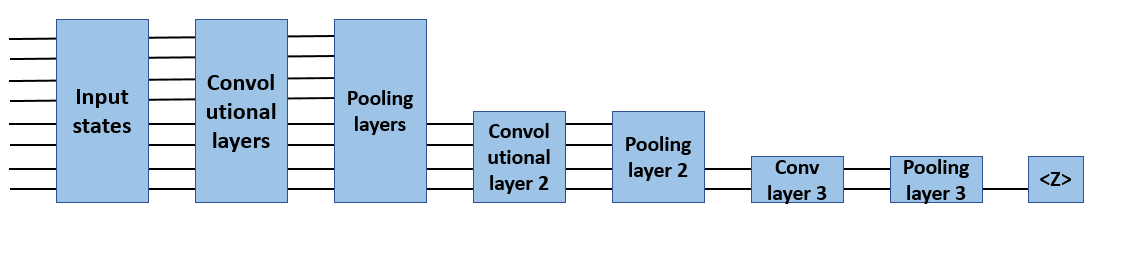 Input
states
Convol
utional
layers
Pooling
layers
Convol
utional
layer 2
Pooling
layer 2
Conv
layer 3
Pooling
layer 3
<Z>